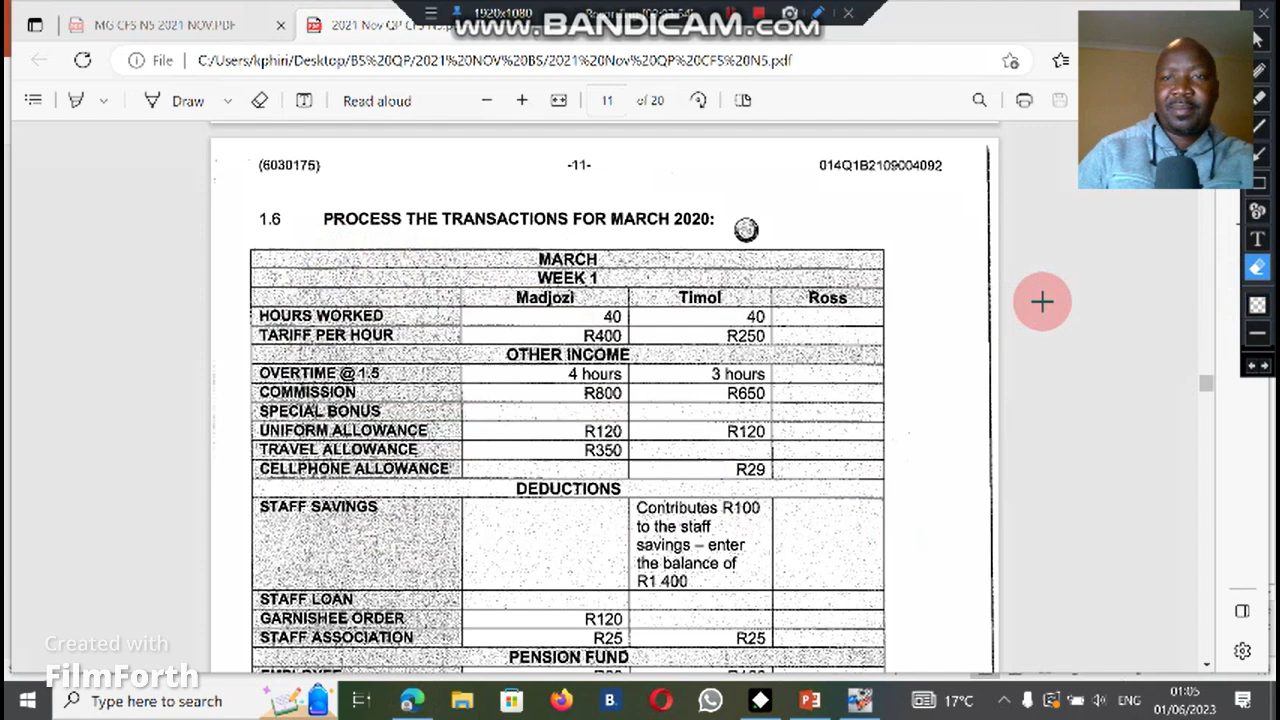 1920x1080
www.BANDICAM.com
MG CFS N5 2021 NOV.PDF
2021 Nov QP CFS N5.p
File C:/Users/kphiri/Desktop/BS%20QP/2021%20NOV%20BS/2021%20Nov%20QP%20CFS%20N5.pdf
Draw Read aloud 11 of 20
(6030175) -11- 014Q1B2109004092
1.6 PROCESS THE TRANSACTIONS FOR MARCH 2020:
MARCH
WEEK 1
Madjozi Timol Ross
HOURS WORKED 40 40
TARIFF PER HOUR R400 R250
OTHER INCOME
OVERTIME @ 1.5 4 hours 3 hours
COMMISSION R800 R650
SPECIAL BONUS
UNIFORM ALLOWANCE R120 R120
TRAVEL ALLOWANCE R350
CELLPHONE ALLOWANCE R29
DEDUCTIONS
STAFF SAVINGS Contributes R100
to the staff
savings – enter
the balance of
R1 400
STAFF LOAN
GARNISHEE ORDER R120
STAFF ASSOCIATION R25 R25
PENSION FUND
Created with
FilmForth
Type here to search
17°C ENG 01:05
01/06/2023